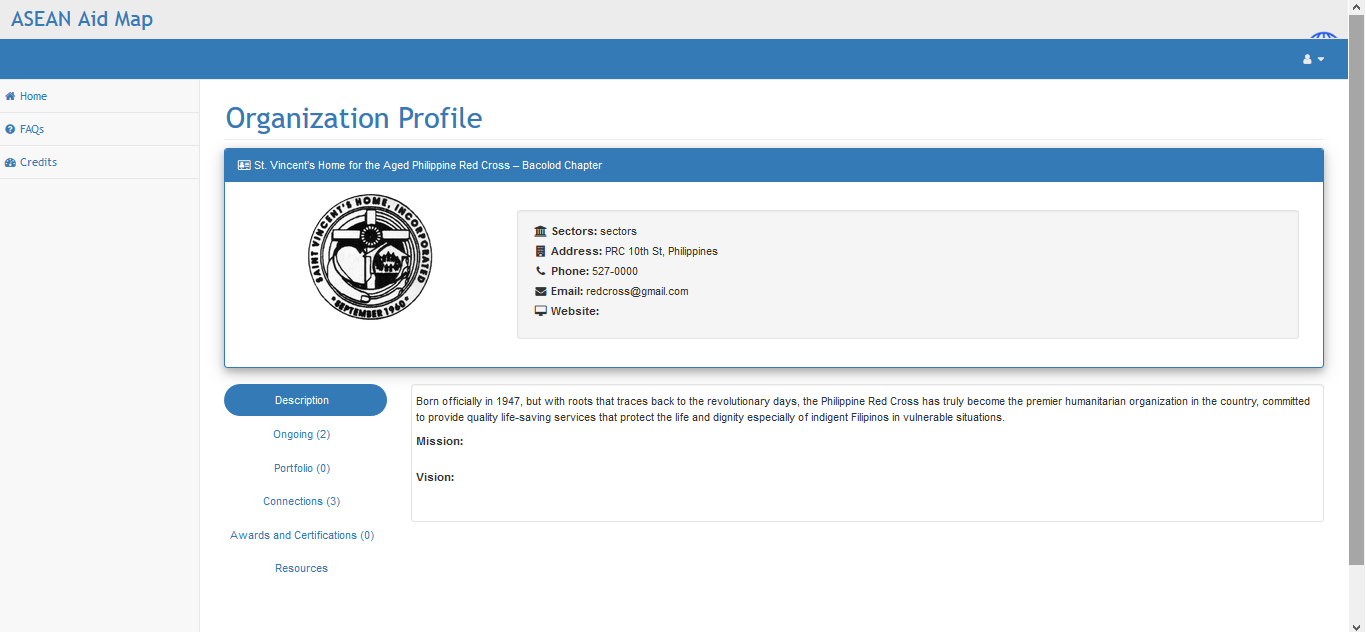 ASEAN Aid Map
Home
FAQs
Credits
Organization Profile
St. Vincent's Home for the Aged Philippine Red Cross – Bacolod Chapter
SAINT VINCENT'S HOME, INCORPORATED
SEPTEMBER 1960
Sectors: sectors
Address: PRC 10th St, Philippines
Phone: 527-0000
Email: redcross@gmail.com
Website:
Description
Ongoing (2)
Portfolio (0)
Connections (3)
Awards and Certifications (0)
Resources
Born officially in 1947, but with roots that traces back to the revolutionary days, the Philippine Red Cross has truly become the premier humanitarian organization in the country, committed
to provide quality life-saving services that protect the life and dignity especially of indigent Filipinos in vulnerable situations.
Mission:
Vision: